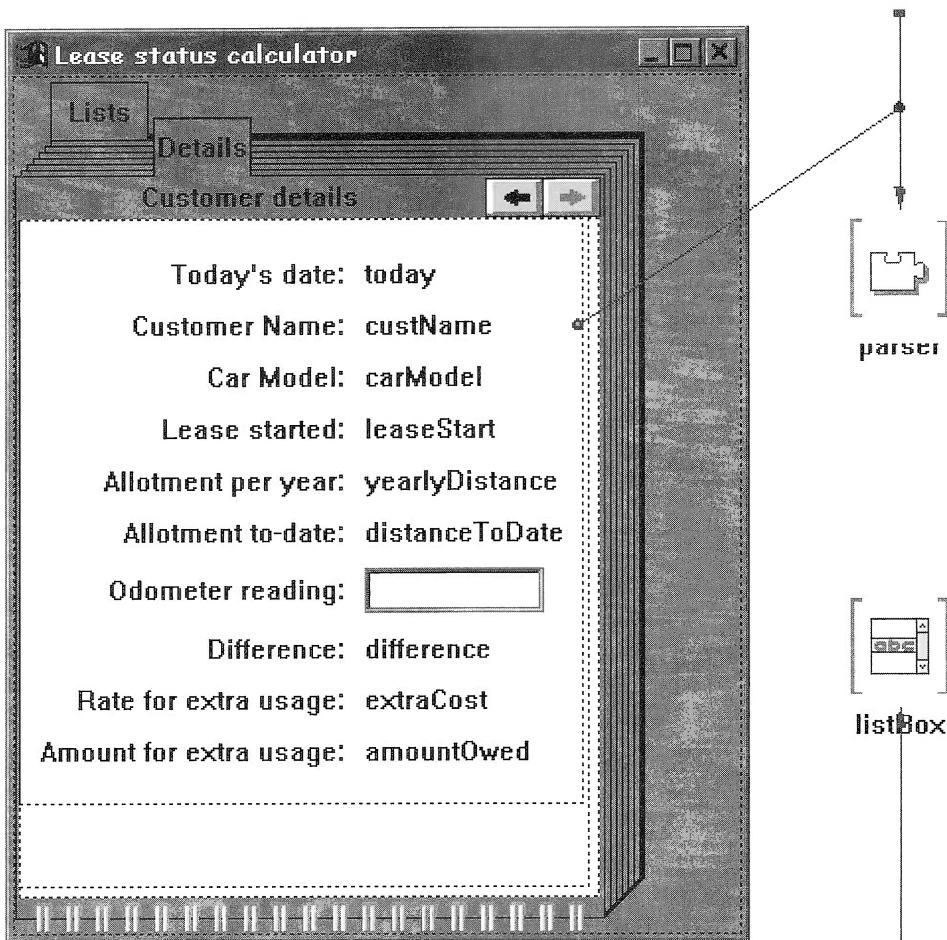 Lease status calculator
Lists
Details
Customer details
Today's date: today
Customer Name: custName
Car Model: carModel
Lease started: leaseStart
Allotment per year: yearlyDistance
Allotment to-date: distanceToDate
Odometer reading:
Difference: difference
Rate for extra usage: extraCost
Amount for extra usage: amountOwed
parser
abc
listBox